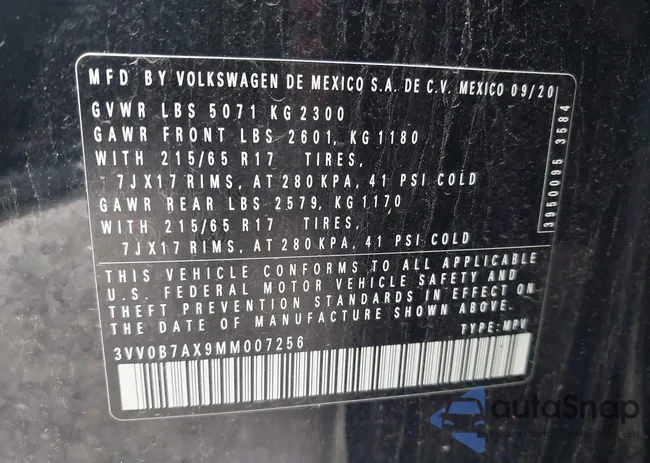 MFD BY VOLKSWAGEN DE MEXICO S.A. DE C.V. MEXICO 09/20
GVWR LBS 5071 KG 2300
GAWR FRONT LBS 2601, KG 1180
WITH 215/65 R17 TIRES,
7JX17 RIMS, AT 280 KPA, 41 PSI COLD
GAWR REAR LBS 2579, KG 1170
WITH 215/65 R17 TIRES,
7JX17 RIMS, AT 280 KPA, 41 PSI COLD
3950095 3584
THIS VEHICLE CONFORMS TO ALL APPLICABLE
U.S. FEDERAL MOTOR VEHICLE SAFETY AND
THEFT PREVENTION STANDARDS IN EFFECT ON
THE DATE OF MANUFACTURE SHOWN ABOVE.
TYPE: MPV
3VV0B7AX9MM007256
autoSnap